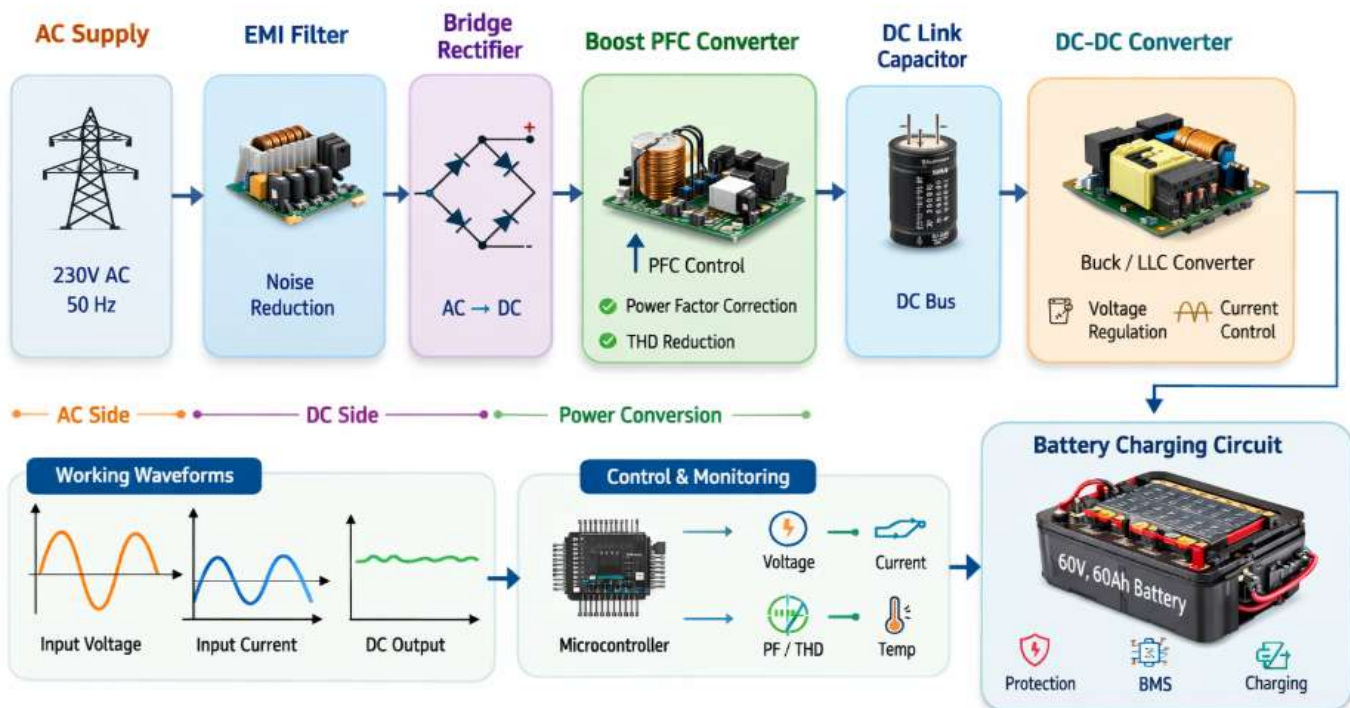 AC Supply
EMI Filter
Bridge
Rectifier
Boost PFC Converter
DC Link
Capacitor
DC-DC Converter
230V AC
50 Hz
Noise
Reduction
+
-
AC → DC
PFC Control
Power Factor Correction
THD Reduction
DC Bus
Buck / LLC Converter
Voltage
Regulation
Current
Control
AC Side
DC Side
Power Conversion
Working Waveforms
Input Voltage
Input Current
DC Output
Control & Monitoring
Microcontroller
Voltage
Current
PF / THD
Temp
Battery Charging Circuit
60V, 60Ah Battery
Protection
BMS
Charging